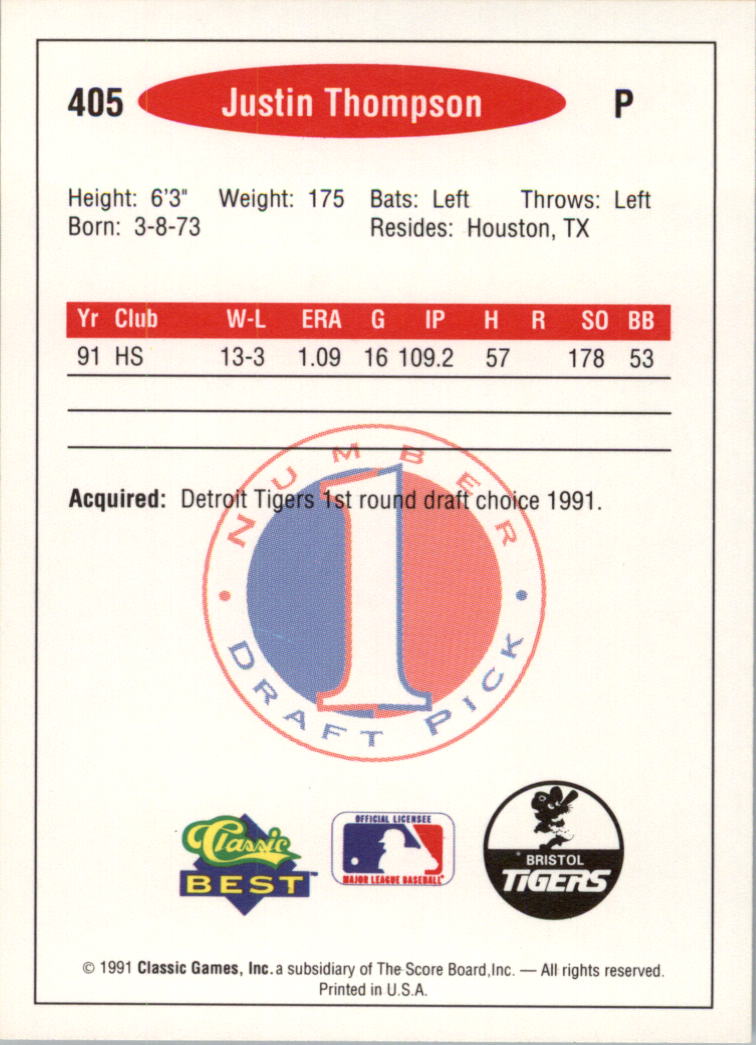 405 Justin Thompson P
Height: 6'3" Weight: 175 Bats: Left Throws: Left
Born: 3-8-73 Resides: Houston, TX
Yr Club W-L ERA G IP H R SO BB
91 HS 13-3 1.09 16 109.2 57 178 53
NUMBER
1
Acquired: Detroit Tigers 1st round draft choice 1991.
DRAFT PICK
Classic
BEST™
OFFICIAL LICENSEE
MAJOR LEAGUE BASEBALL
BRISTOL
TIGERS
© 1991 Classic Games, Inc. a subsidiary of The Score Board, Inc. — All rights reserved.
Printed in U.S.A.